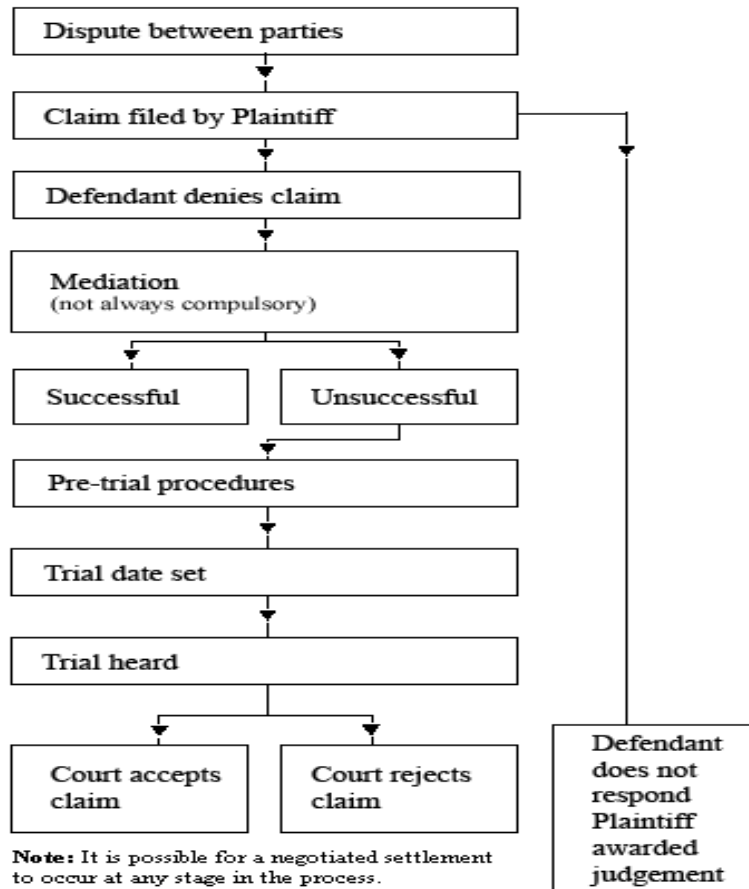 Dispute between parties
Claim filed by Plaintiff
Defendant denies claim
Mediation
(not always compulsory)
Successful
Unsuccessful
Pre-trial procedures
Trial date set
Trial heard
Court accepts
claim
Court rejects
claim
Defendant
does not
respond
Plaintiff
awarded
judgement
Note: It is possible for a negotiated settlement
to occur at any stage in the process.